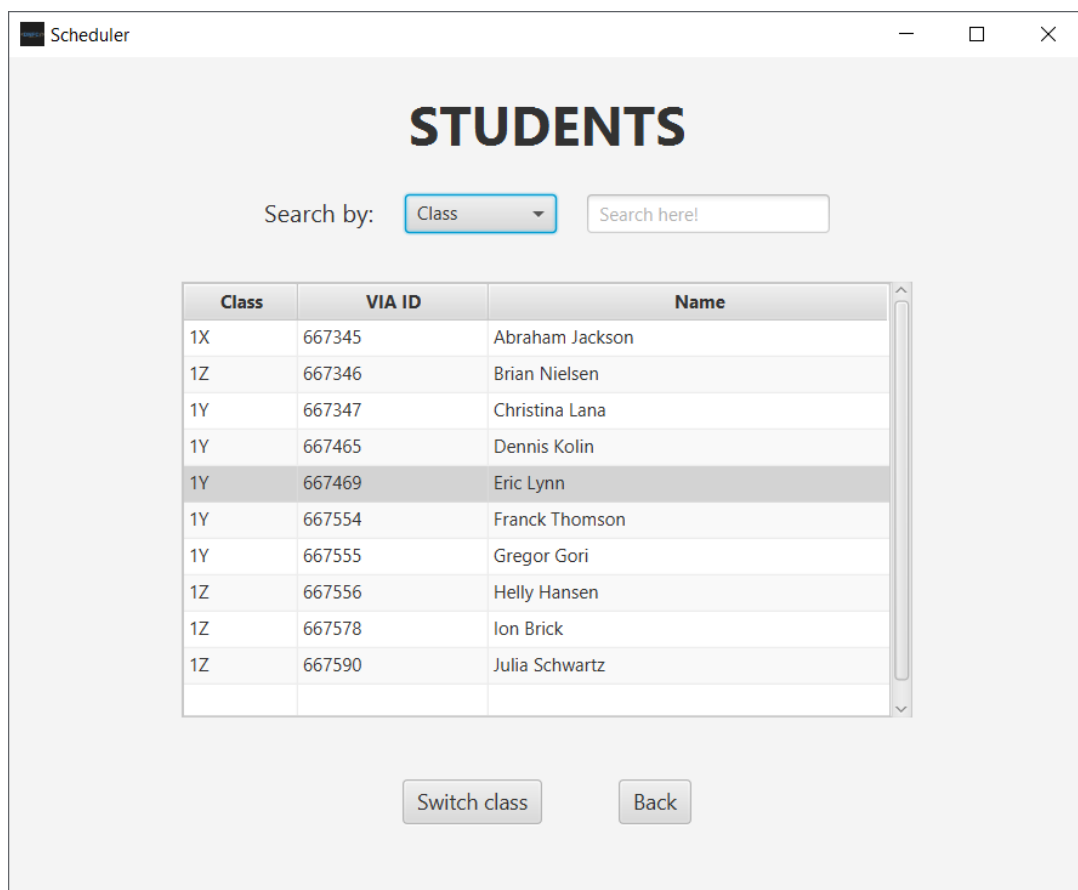 Scheduler
STUDENTS
Search by: Class Search here!
Class VIA ID Name
1X 667345 Abraham Jackson
1Z 667346 Brian Nielsen
1Y 667347 Christina Lana
1Y 667465 Dennis Kolin
1Y 667469 Eric Lynn
1Y 667554 Franck Thomson
1Y 667555 Gregor Gori
1Z 667556 Helly Hansen
1Z 667578 Ion Brick
1Z 667590 Julia Schwartz
Switch class Back